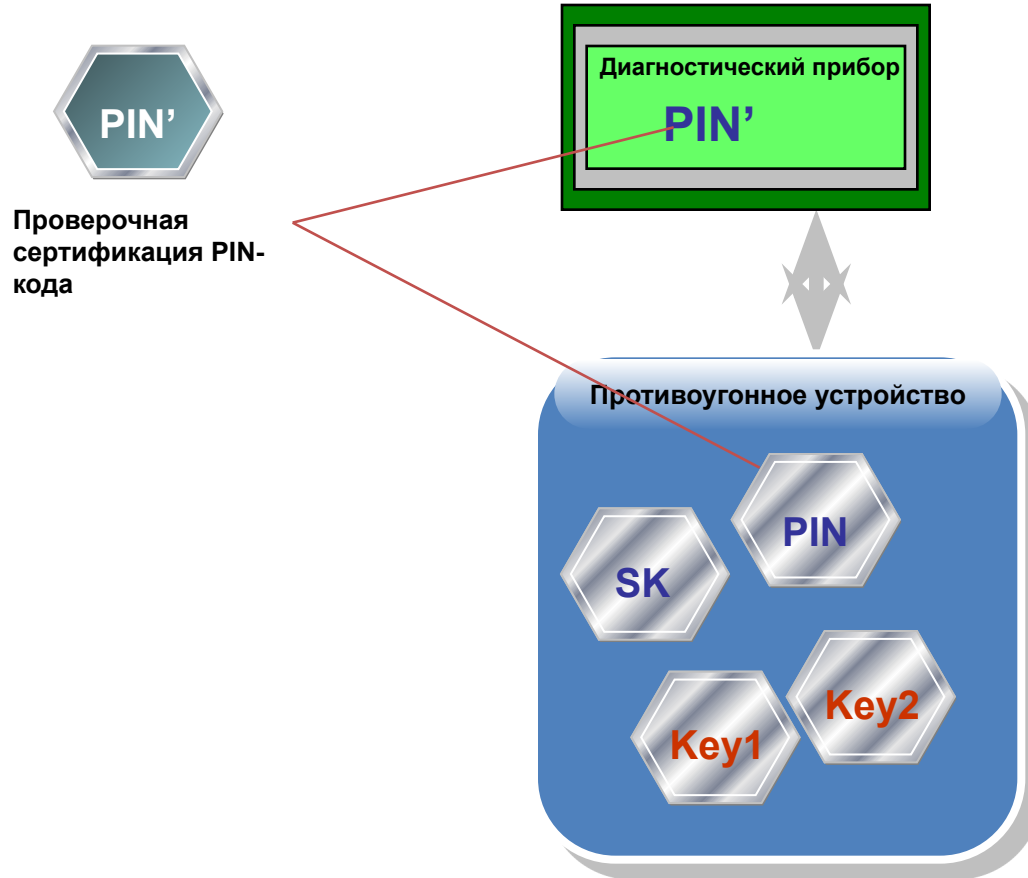 PIN’
Проверочная
сертификация PIN-
кода
Диагностический прибор
PIN’
Противоугонное устройство
PIN
SK
Key2
Key1